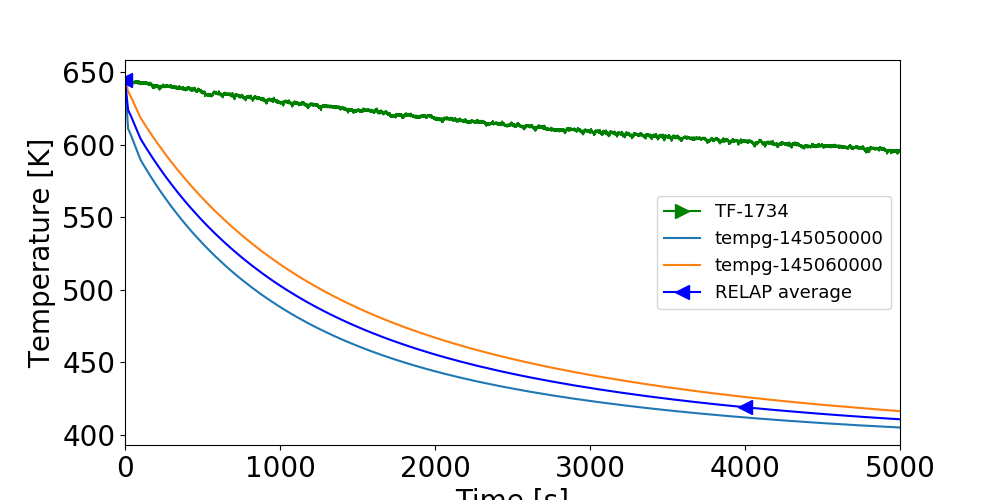 Temperature [K]
650
600
550
500
450
400
TF-1734
tempg-145050000
tempg-145060000
RELAP average
0 1000 2000 3000 4000 5000
Time [s]